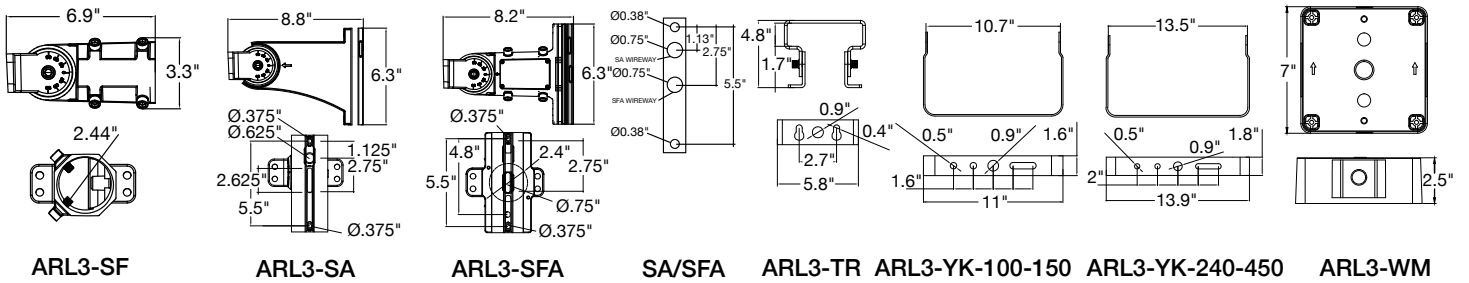 6.9"
3.3"
2.44"
ARL3-SF
8.8"
6.3"
Ø.375"
Ø.625"
1.125"
2.75"
2.625"
5.5"
Ø.375"
ARL3-SA
8.2"
6.3"
Ø.375"
4.8"
2.4"
2.75"
5.5"
Ø.75"
Ø.375"
ARL3-SFA
Ø0.38"
1.13"
Ø0.75"
2.75"
SA WIREWAY
Ø0.75"
5.5"
SFA WIREWAY
Ø0.38"
SA/SFA
4.8"
1.7"
0.9"
0.4"
2.7"
5.8"
ARL3-TR
10.7"
0.5"
0.9"
1.6"
1.6"
11"
ARL3-YK-100-150
13.5"
0.5"
0.9"
1.8"
2"
13.9"
ARL3-YK-240-450
7"
2.5"
ARL3-WM